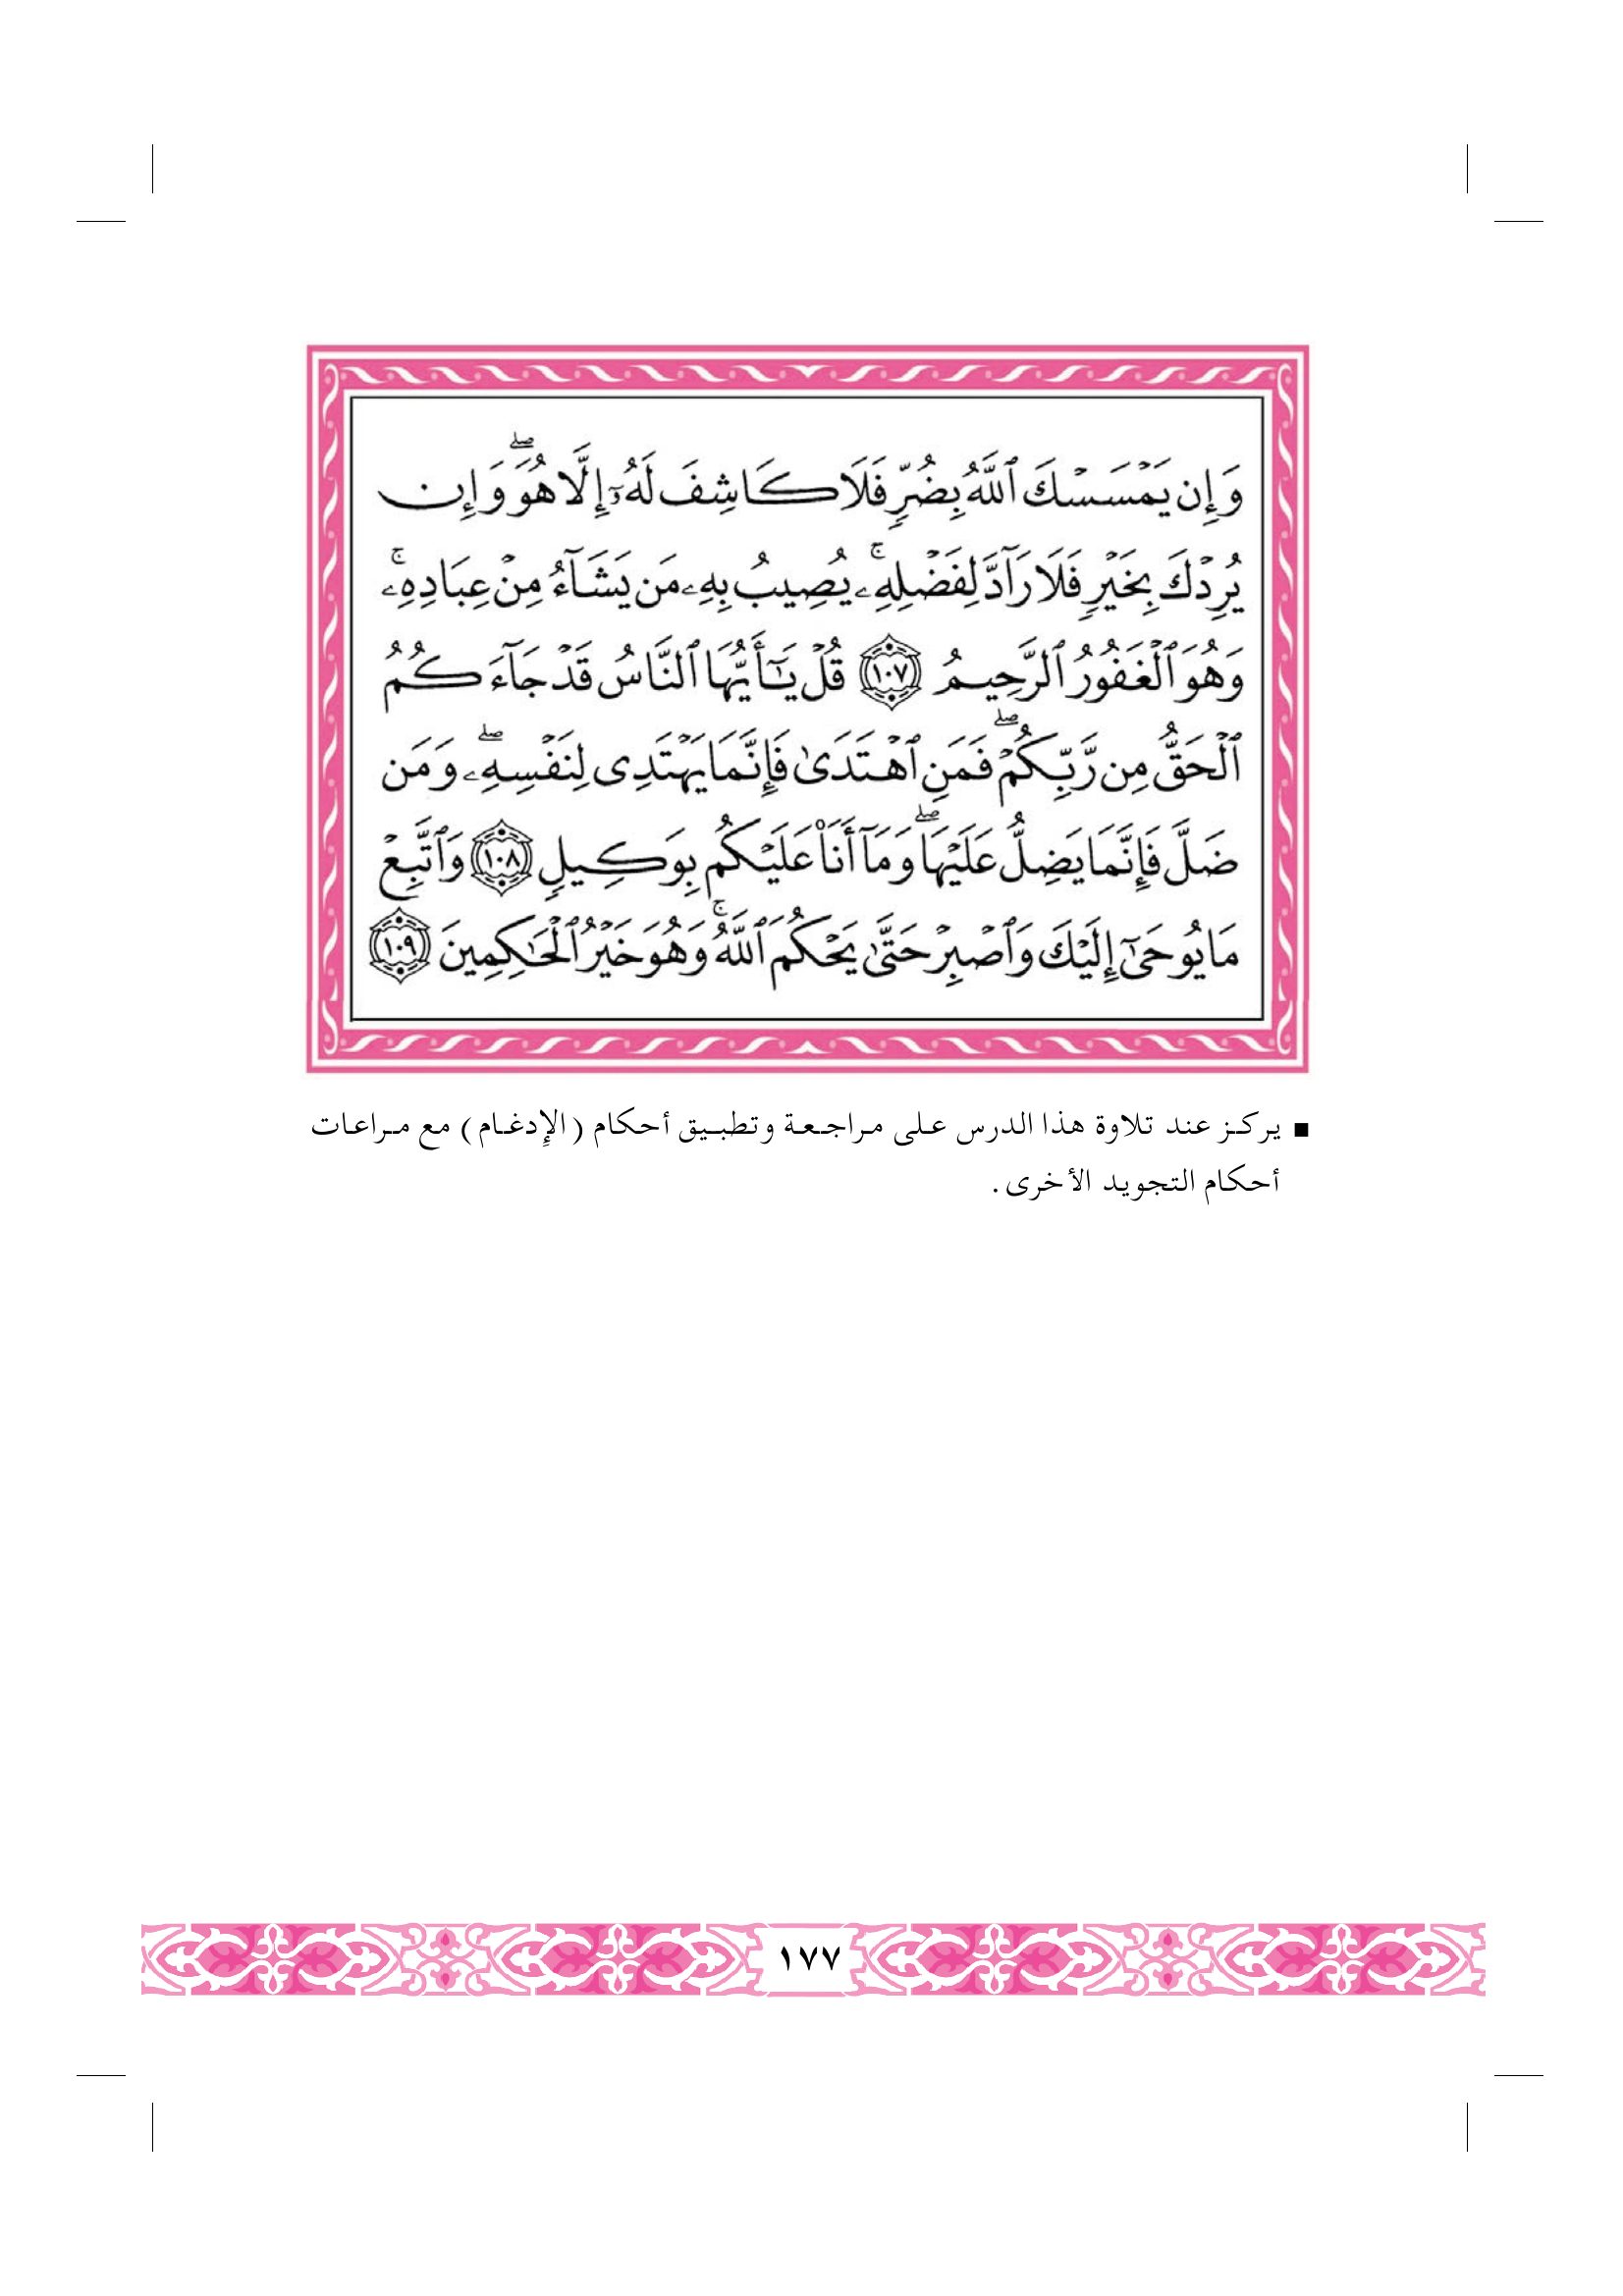 وَإِن يَمۡسَسۡكَ ٱللَّهُ بِضُرّٖ فَلَا كَاشِفَ لَهُۥٓ إِلَّا هُوَۖ وَإِن
يُرِدۡكَ بِخَيۡرٖ فَلَا رَآدَّ لِفَضۡلِهِۦۚ يُصِيبُ بِهِۦ مَن يَشَآءُ مِنۡ عِبَادِهِۦۚ
وَهُوَ ٱلۡغَفُورُ ٱلرَّحِيمُ ١٠٧ قُلۡ يَٰٓأَيُّهَا ٱلنَّاسُ قَدۡ جَآءَكُمُ
ٱلۡحَقُّ مِن رَّبِّكُمۡۖ فَمَنِ ٱهۡتَدَىٰ فَإِنَّمَا يَهۡتَدِي لِنَفۡسِهِۦۖ وَمَن
ضَلَّ فَإِنَّمَا يَضِلُّ عَلَيۡهَاۖ وَمَآ أَنَا۠ عَلَيۡكُم بِوَكِيلٖ ١٠٨ وَٱتَّبِعۡ
مَا يُوحَىٰٓ إِلَيۡكَ وَٱصۡبِرۡ حَتَّىٰ يَحۡكُمَ ٱللَّهُۚ وَهُوَ خَيۡرُ ٱلۡحَٰكِمِينَ ١٠٩
■ يركز عند تلاوة هذا الدرس على مراجعة وتطبيق أحكام (الإِدغام) مع مراعات
أحكام التجويد الأخرى.
١٧٧